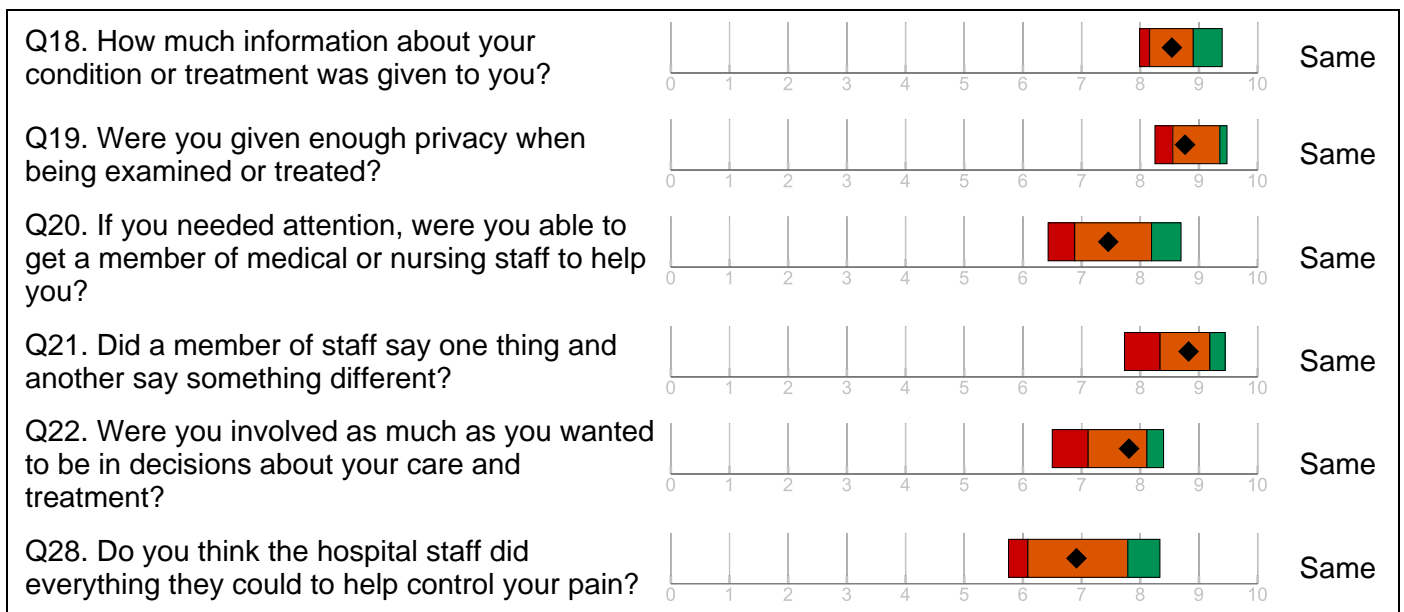 Q18. How much information about your
condition or treatment was given to you?
0 1 2 3 4 5 6 7 8 9 10
Same
Q19. Were you given enough privacy when
being examined or treated?
0 1 2 3 4 5 6 7 8 9 10
Same
Q20. If you needed attention, were you able to
get a member of medical or nursing staff to help
you?
0 1 2 3 4 5 6 7 8 9 10
Same
Q21. Did a member of staff say one thing and
another say something different?
0 1 2 3 4 5 6 7 8 9 10
Same
Q22. Were you involved as much as you wanted
to be in decisions about your care and
treatment?
0 1 2 3 4 5 6 7 8 9 10
Same
Q28. Do you think the hospital staff did
everything they could to help control your pain?
0 1 2 3 4 5 6 7 8 9 10
Same